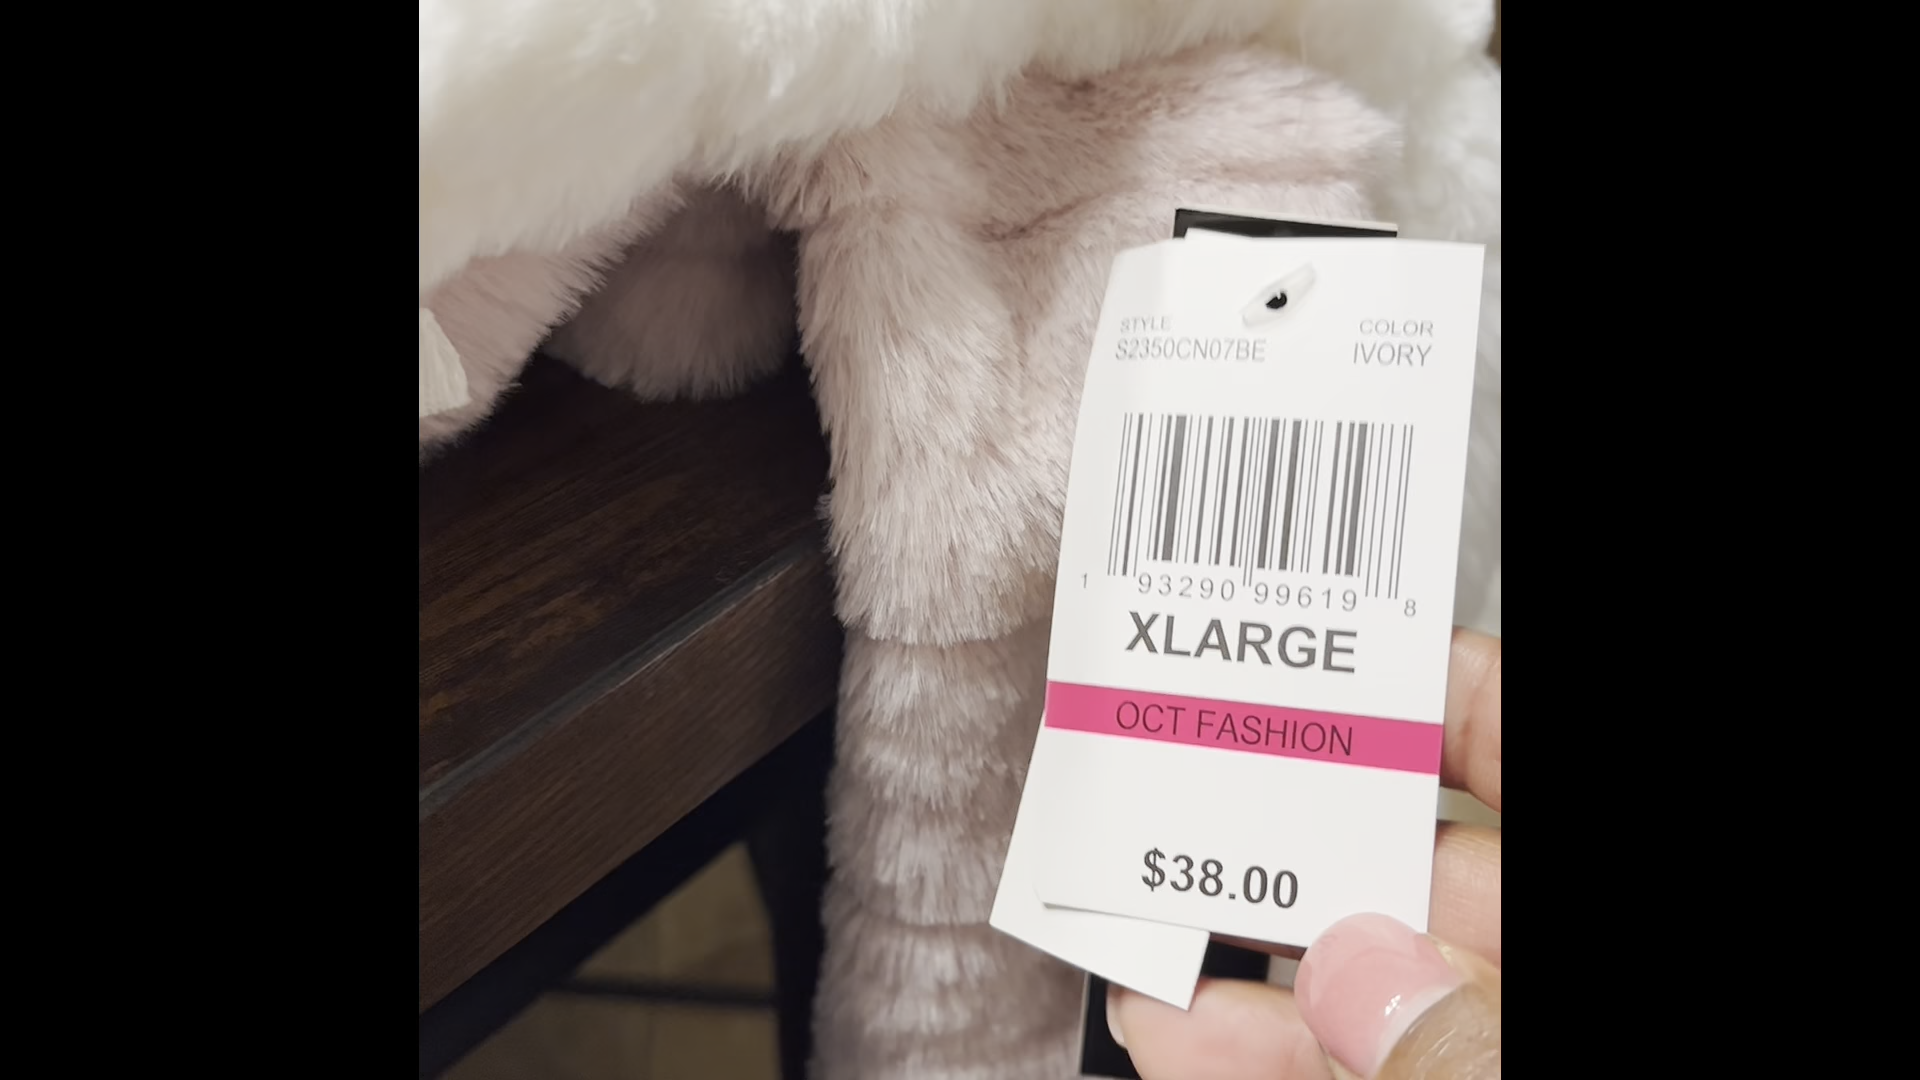 STYLE
S2350CN07BE
COLOR
IVORY
1 93290 99619 8
XLARGE
OCT FASHION
$38.00